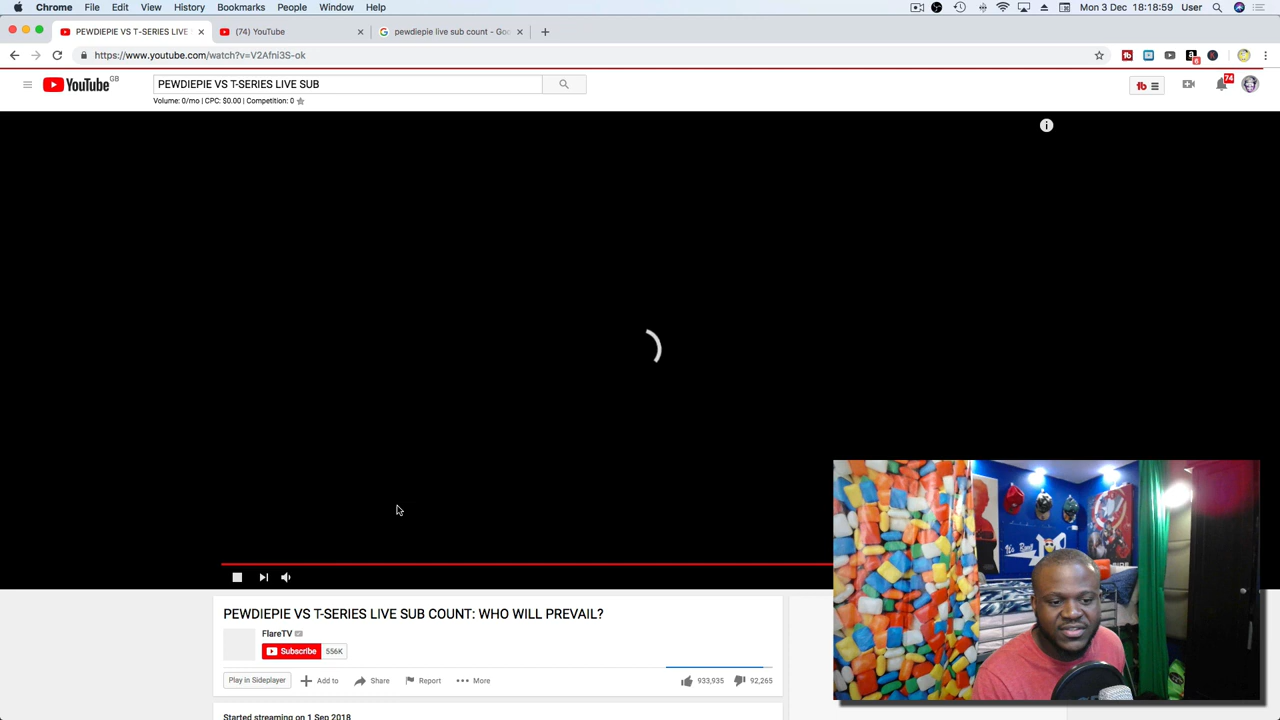 Chrome File Edit View History Bookmarks People Window Help Mon 3 Dec 18:18:59 User
PEWDIEPIE VS T-SERIES LIVE (74) YouTube pewdiepie live sub count - Goo
https://www.youtube.com/watch?v=V2Afni3S-ok
YouTube GB PEWDIEPIE VS T-SERIES LIVE SUB tb 74
Volume: 0/mo | CPC: $0.00 | Competition: 0
PEWDIEPIE VS T-SERIES LIVE SUB COUNT: WHO WILL PREVAIL?
FlareTV
Subscribe 556K
Play in Sideplayer Add to Share Report More 933,935 92,265
Started streaming on 1 Sep 2018